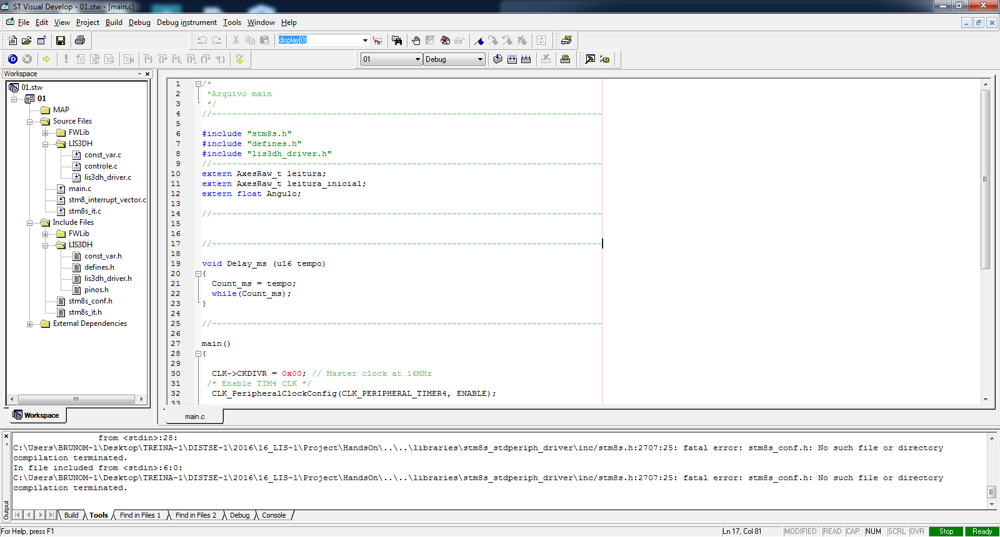 ST Visual Develop - 01.stw - [main.c]
File Edit View Project Build Debug Debug instrument Tools Window Help
display[0]
01 Debug
Workspace
01.stw
01
MAP
Source Files
FWLib
LIS3DH
const_var.c
controle.c
lis3dh_driver.c
main.c
stm8_interrupt_vector.c
stm8s_it.c
Include Files
FWLib
LIS3DH
const_var.h
defines.h
lis3dh_driver.h
pinos.h
stm8s_conf.h
stm8s_it.h
External Dependencies
Workspace
1 /*
2 *Arquivo main
3 */
4 //------------------------------------------------------------------------------
5
6 #include "stm8s.h"
7 #include "defines.h"
8 #include "lis3dh_driver.h"
9 //------------------------------------------------------------------------------
10 extern AxesRaw_t leitura;
11 extern AxesRaw_t leitura_inicial;
12 extern float Angulo;
13
14 //------------------------------------------------------------------------------
15
16
17 //------------------------------------------------------------------------------
18
19 void Delay_ms (u16 tempo)
20 {
21 Count_ms = tempo;
22 while(Count_ms);
23 }
24
25 //------------------------------------------------------------------------------
26
27 main()
28 {
29
30 CLK->CKDIVR = 0x00; // Master clock at 16MHz
31 /* Enable TIM4 CLK */
32 CLK_PeripheralClockConfig(CLK_PERIPHERAL_TIMER4, ENABLE);
33
main.c
from <stdin>:28:
C:\Users\BRUNOM~1\Desktop\TREINA~1\DISTSE~1\2016\16_LIS~1\Project\HandsOn\..\..\libraries\stm8s_stdperiph_driver\inc/stm8s.h:2707:25: fatal error: stm8s_conf.h: No such file or directory
compilation terminated.
In file included from <stdin>:6:0:
C:\Users\BRUNOM~1\Desktop\TREINA~1\DISTSE~1\2016\16_LIS~1\Project\HandsOn\..\..\libraries\stm8s_stdperiph_driver\inc/stm8s.h:2707:25: fatal error: stm8s_conf.h: No such file or directory
compilation terminated.
Output
Build Tools Find in Files 1 Find in Files 2 Debug Console
For Help, press F1
Ln 17, Col 81 MODIFIED READ CAP NUM SCRL OVR Stop Ready